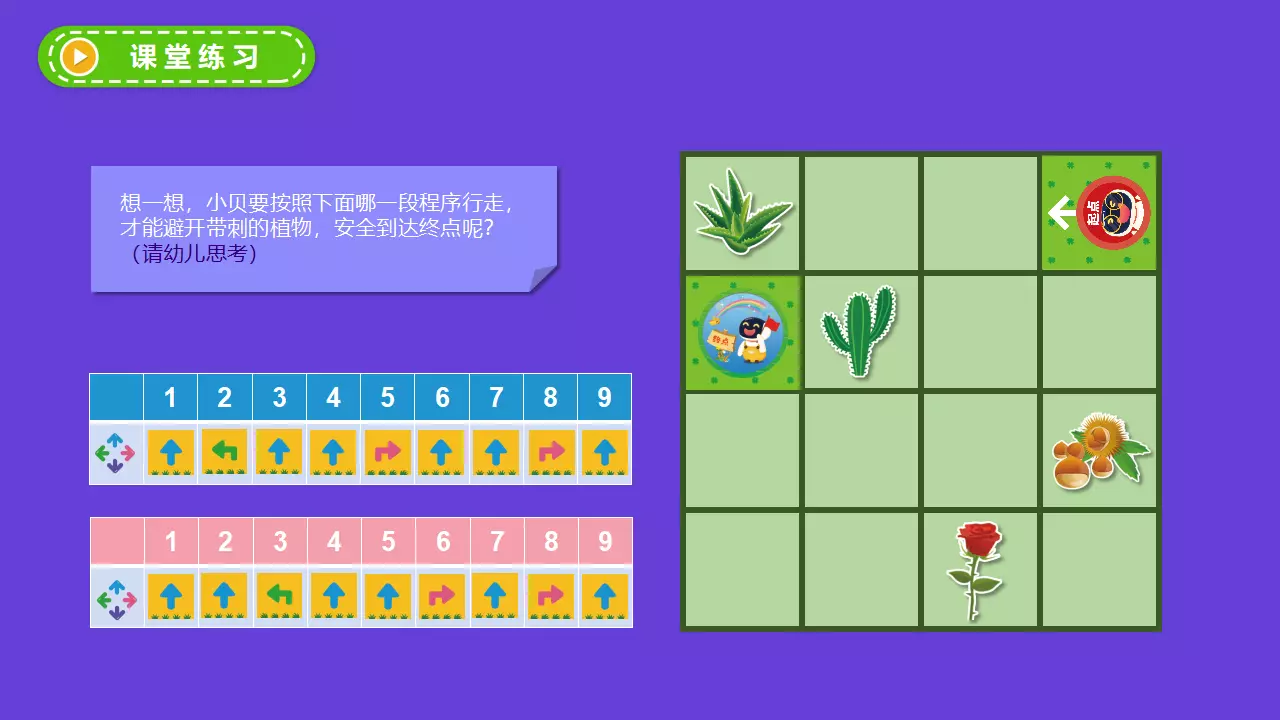 课堂练习
想一想，小贝要按照下面哪一段程序行走，
才能避开带刺的植物，安全到达终点呢？
（请幼儿思考）
起点
终点
1 2 3 4 5 6 7 8 9
1 2 3 4 5 6 7 8 9